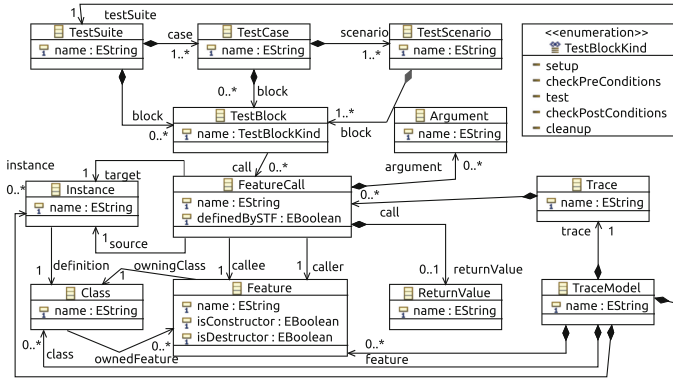 1 testSuite
TestSuite
name : EString
case
1..*
TestCase
name : EString
scenario
1..*
TestScenario
name : EString
<<enumeration>>
TestBlockKind
setup
checkPreConditions
test
checkPostConditions
cleanup
block
0..*
0..*
block
1..*
block
TestBlock
name : TestBlockKind
Argument
name : EString
call
0..*
argument
0..*
instance
0..*
1
target
Instance
name : EString
FeatureCall
name : EString
definedBySTF : EBoolean
0..*
call
Trace
name : EString
1
source
trace
1
definition
1
owningClass
1
1
callee
1
caller
0..1
returnValue
Class
name : EString
Feature
name : EString
isConstructor : EBoolean
isDestructor : EBoolean
ReturnValue
name : EString
TraceModel
name : EString
0..*
class
0..*
ownedFeature
0..*
feature